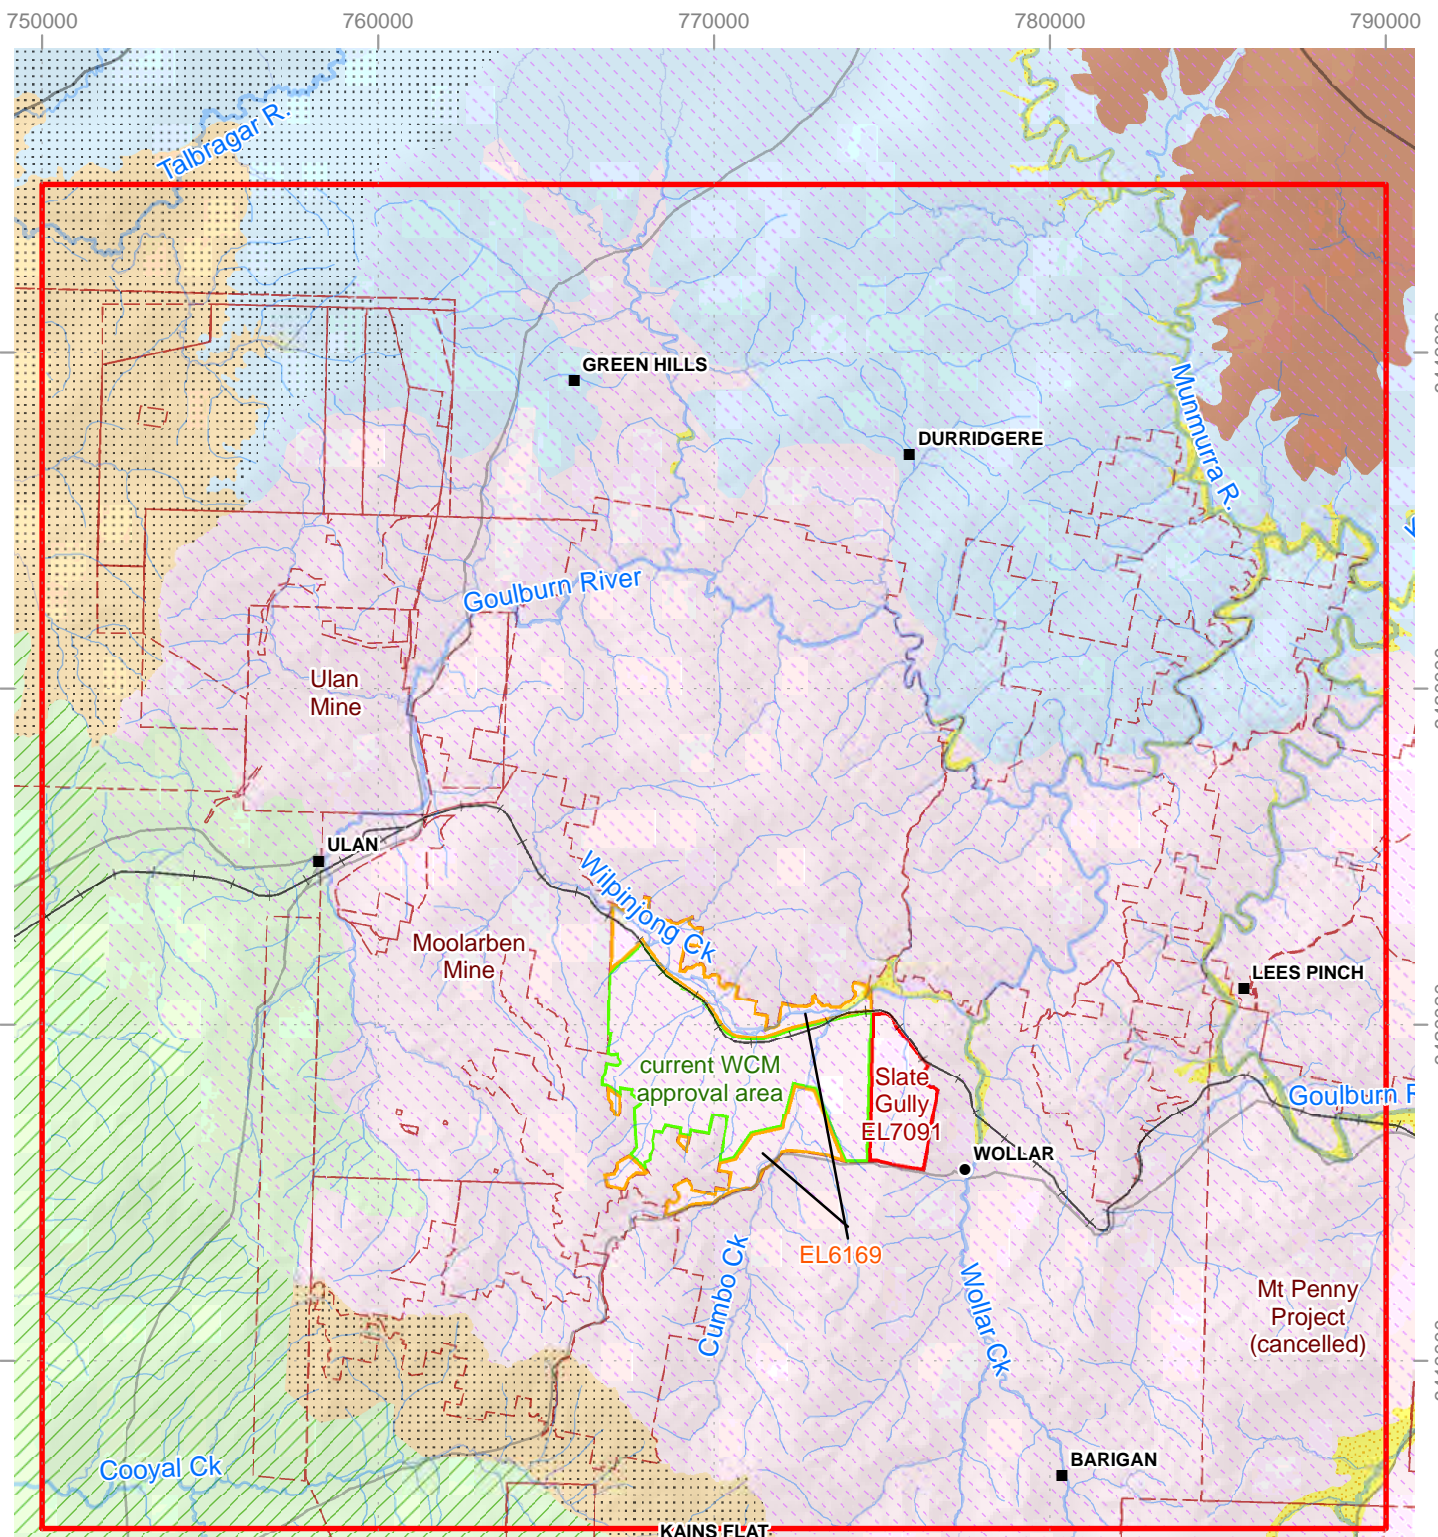 750000 760000 770000 780000 790000
Talbragar R.
GREEN HILLS
Munmurra R.
DURRIDGERE
Goulburn River
Ulan
Mine
ULAN
Wilpinjong Ck
Moolarben
Mine
LEES PINCH
current WCM
approval area
Slate
Gully
EL7091
Goulburn R
WOLLAR
EL6169
Cumbo Ck
Wollar Ck
Mt Penny
Project
(cancelled)
Cooyal Ck
BARIGAN
KAINS FLAT